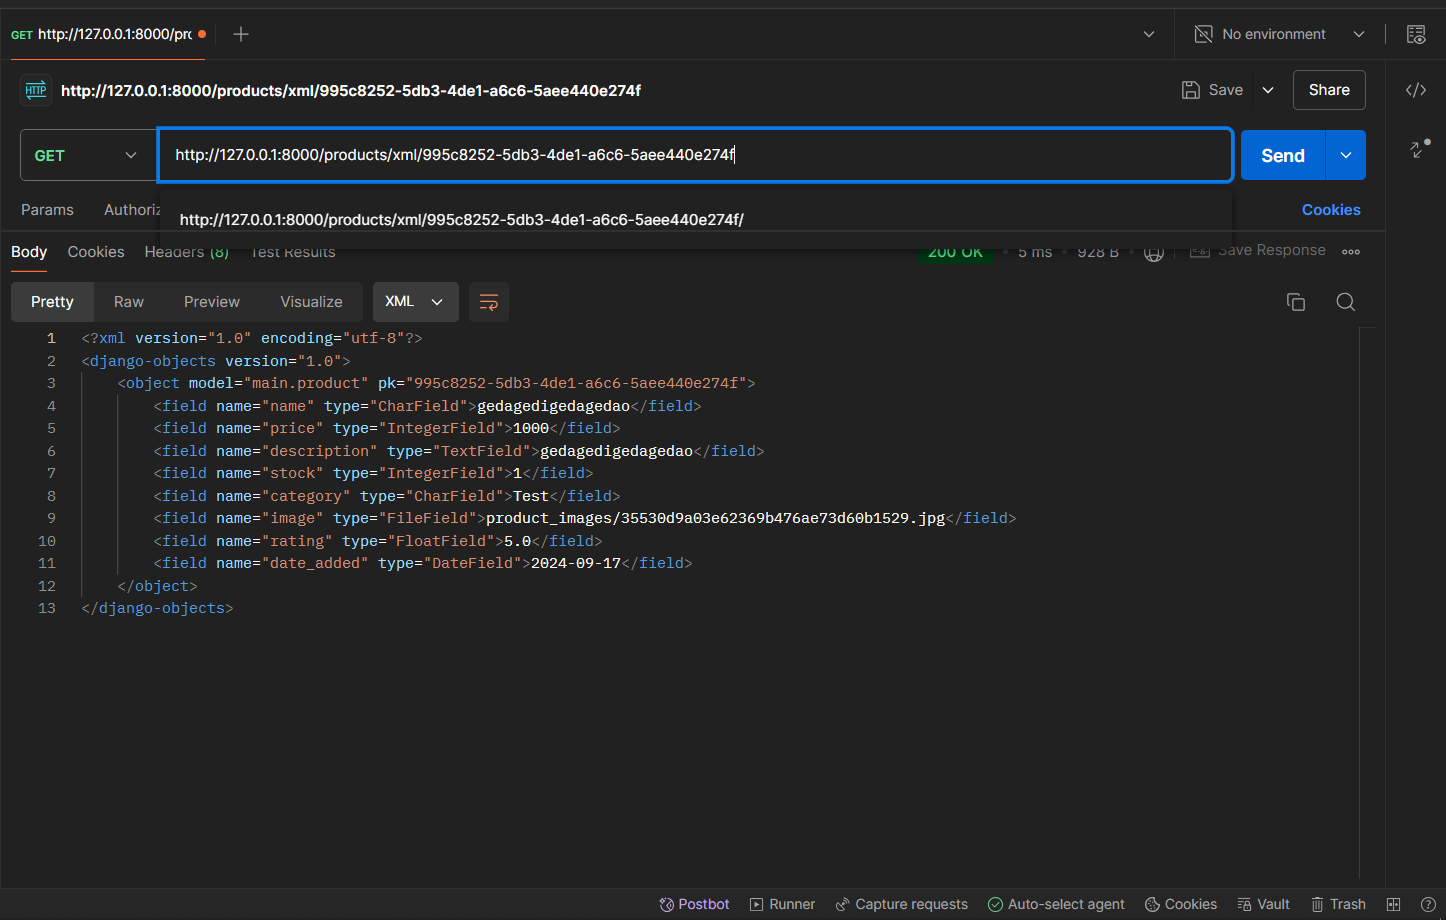 GET http://127.0.0.1:8000/pro
No environment
HTTP http://127.0.0.1:8000/products/xml/995c8252-5db3-4de1-a6c6-5aee440e274f
Save
Share
GET
http://127.0.0.1:8000/products/xml/995c8252-5db3-4de1-a6c6-5aee440e274f
Send
Params Authoriz
http://127.0.0.1:8000/products/xml/995c8252-5db3-4de1-a6c6-5aee440e274f/
Cookies
Body Cookies Headers (8) Test Results
200 OK • 5 ms • 928 B • Save Response
Pretty Raw Preview Visualize XML
1 <?xml version="1.0" encoding="utf-8"?>
2 <django-objects version="1.0">
3 <object model="main.product" pk="995c8252-5db3-4de1-a6c6-5aee440e274f">
4 <field name="name" type="CharField">gedagedigedagedao</field>
5 <field name="price" type="IntegerField">1000</field>
6 <field name="description" type="TextField">gedagedigedagedao</field>
7 <field name="stock" type="IntegerField">1</field>
8 <field name="category" type="CharField">Test</field>
9 <field name="image" type="FileField">product_images/35530d9a03e62369b476ae73d60b1529.jpg</field>
10 <field name="rating" type="FloatField">5.0</field>
11 <field name="date_added" type="DateField">2024-09-17</field>
12 </object>
13 </django-objects>
Postbot Runner Capture requests Auto-select agent Cookies Vault Trash